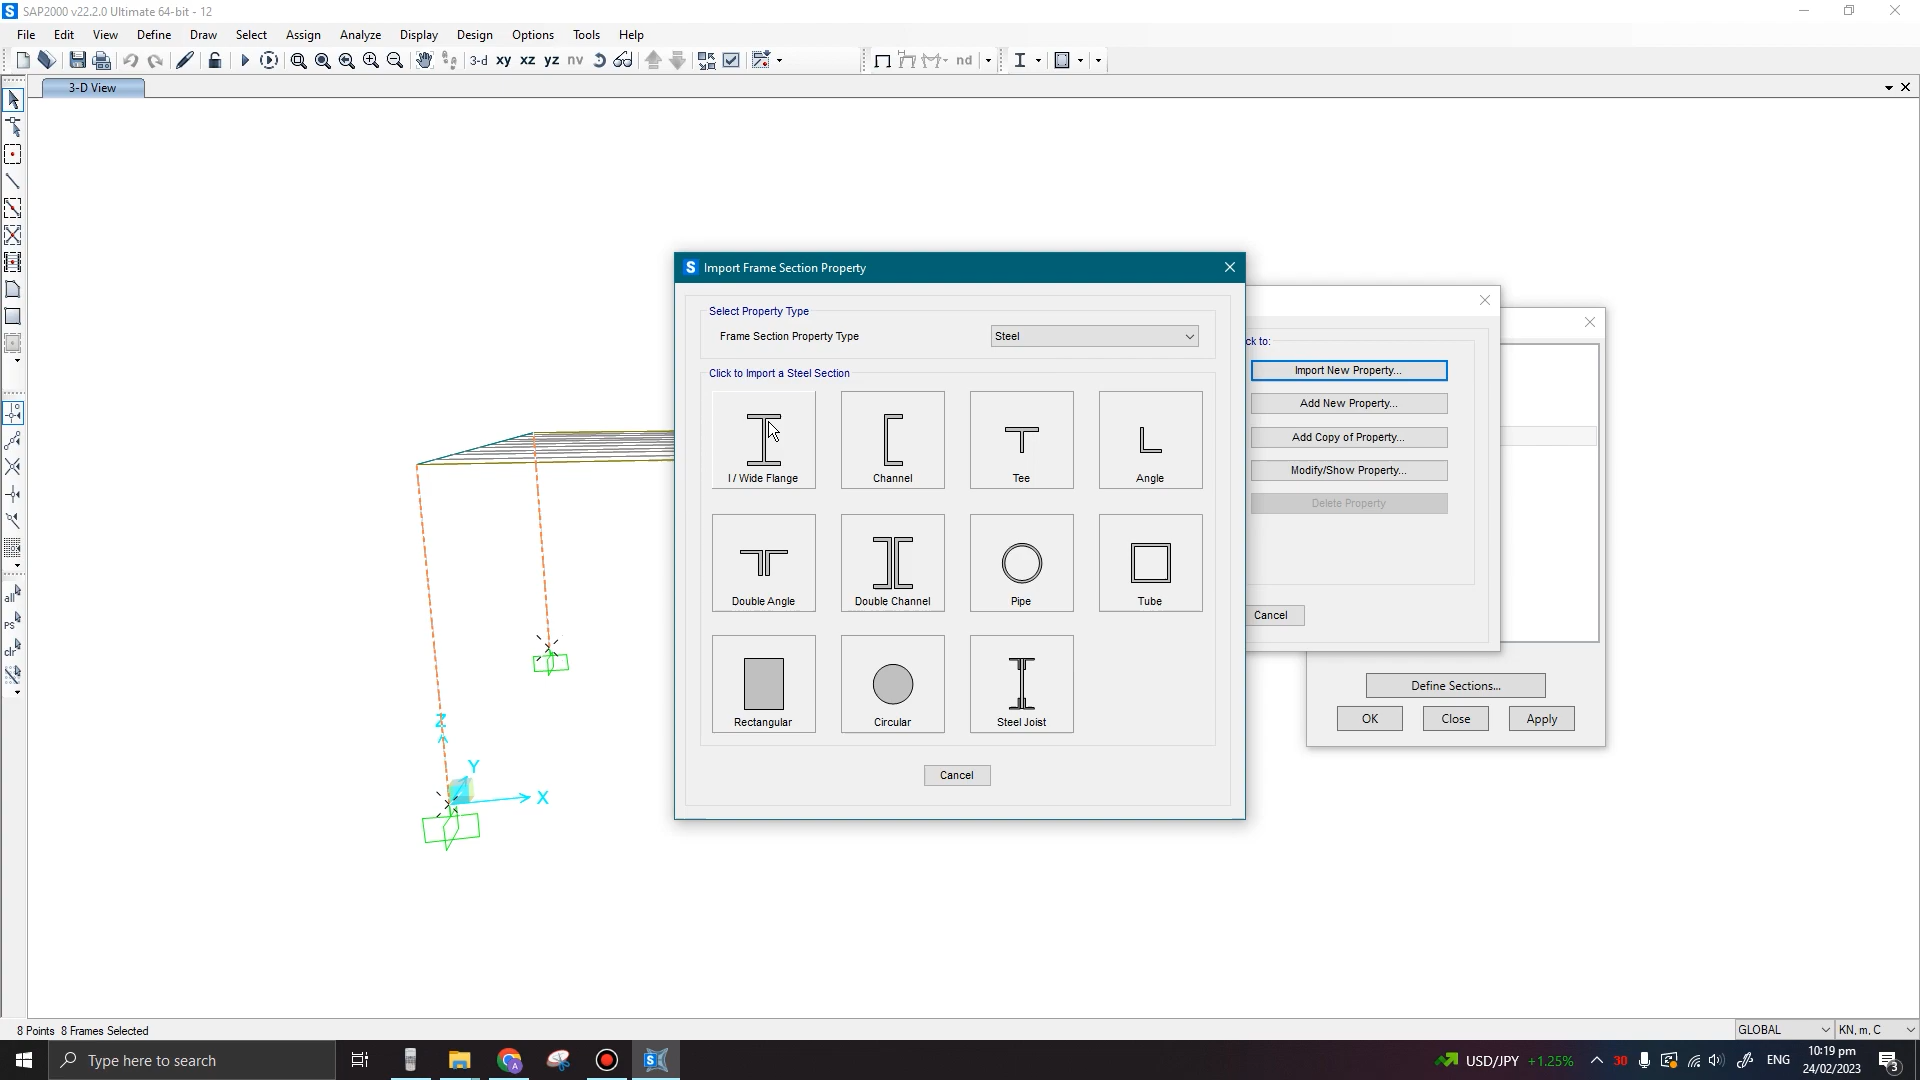 SAP2000 v22.2.0 Ultimate 64-bit - 12
File Edit View Define Draw Select Assign Analyze Display Design Options Tools Help
3-d xy xz yz nv nd
3-D View
Import Frame Section Property
Select Property Type
Frame Section Property Type Steel
Click to Import a Steel Section
I / Wide Flange Channel Tee Angle
Double Angle Double Channel Pipe Tube
Rectangular Circular Steel Joist
Cancel
ck to:
Import New Property...
Add New Property...
Add Copy of Property...
Modify/Show Property...
Delete Property
Cancel
Define Sections...
OK Close Apply
all
PS
clr
Z
Y
X
8 Points 8 Frames Selected
GLOBAL KN, m, C
Type here to search
USD/JPY +1.25% 30 ENG 10:19 pm
24/02/2023
3